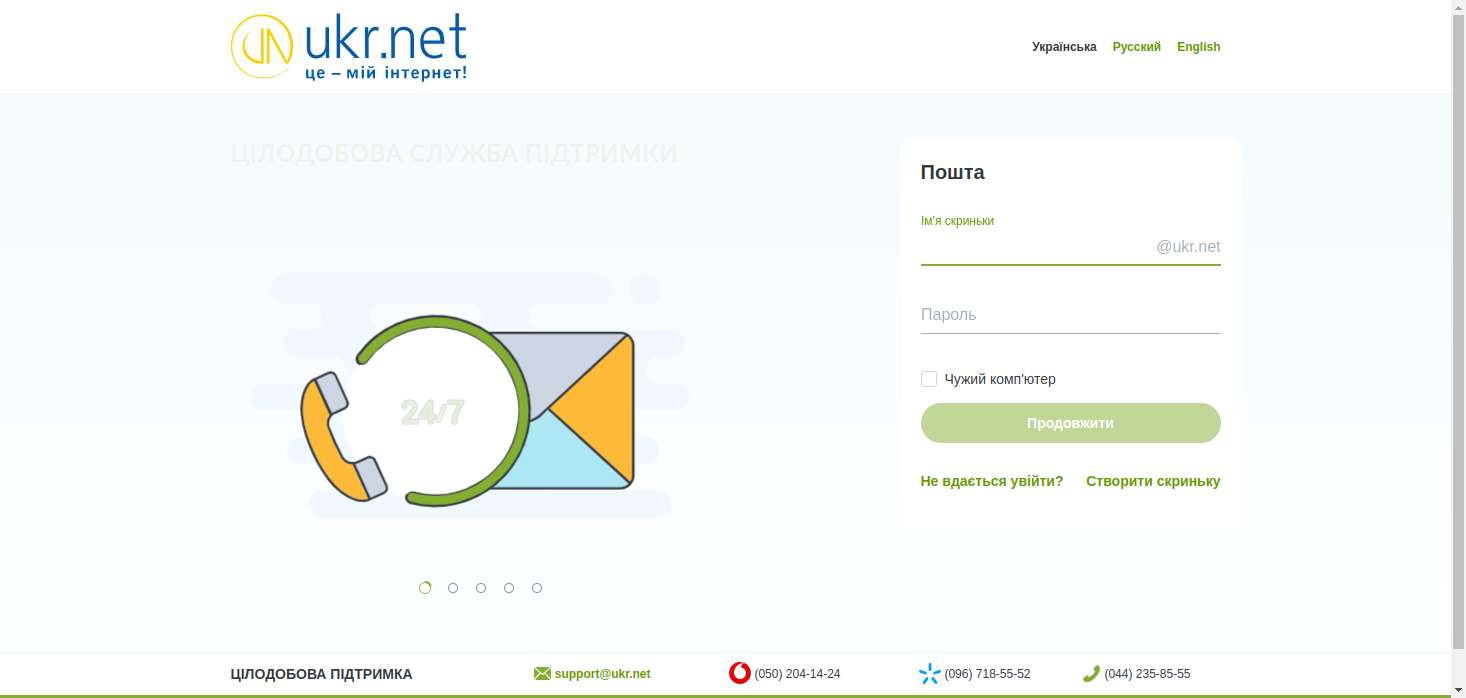 ukr.net
це – мій інтернет!
Українська Русский English
ЦІЛОДОБОВА СЛУЖБА ПІДТРИМКИ
24/7
Пошта
Ім'я скриньки
@ukr.net
Пароль
Чужий комп'ютер
Продовжити
Не вдається увійти? Створити скриньку
ЦІЛОДОБОВА ПІДТРИМКА support@ukr.net (050) 204-14-24 (096) 718-55-52 (044) 235-85-55